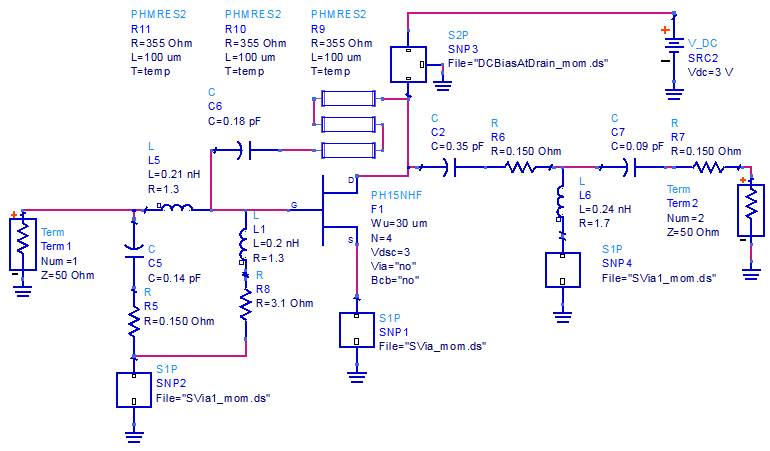 PHMRES2
R11
R=355 Ohm
L=100 um
T=temp
PHMRES2
R10
R=355 Ohm
L=100 um
T=temp
PHMRES2
R9
R=355 Ohm
L=100 um
T=temp
S2P
SNP3
File="DCBiasAtDrain_mom.ds"
V_DC
SRC2
Vdc=3 V
C
C6
C=0.18 pF
C
C2
C=0.35 pF
R
R6
R=0.150 Ohm
C
C7
C=0.09 pF
R
R7
R=0.150 Ohm
L
L5
L=0.21 nH
R=1.3
D
G
S
PH15NHF
F1
Wu=30 um
N=4
Vdsc=3
Via="no"
Bcb="no"
L
L6
L=0.24 nH
R=1.7
Term
Term2
Num=2
Z=50 Ohm
Term
Term1
Num=1
Z=50 Ohm
C
C5
C=0.14 pF
L
L1
L=0.2 nH
R=1.3
R
R8
R=3.1 Ohm
S1P
SNP4
File="SVia1_mom.ds"
R
R5
R=0.150 Ohm
S1P
SNP1
File="SVia_mom.ds"
S1P
SNP2
File="SVia1_mom.ds"